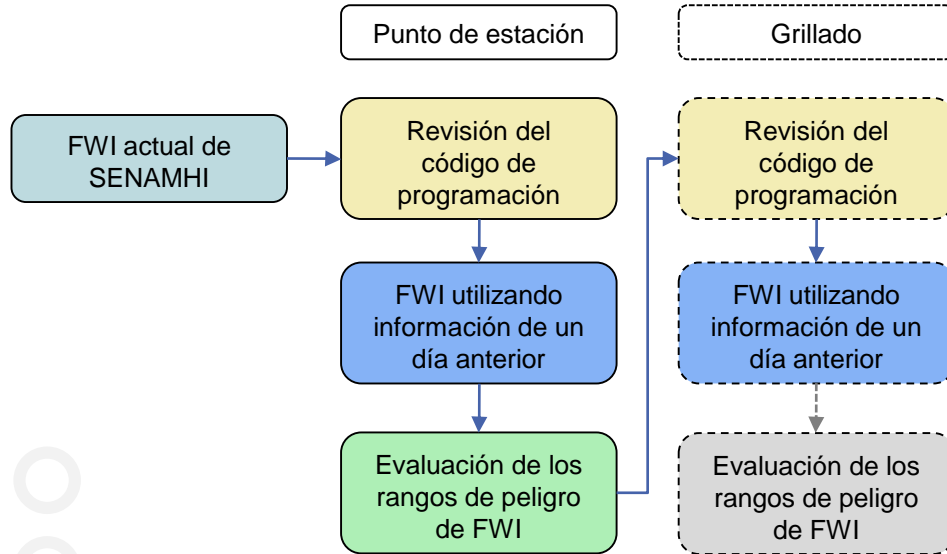 Punto de estación
Grillado
FWI actual de
SENAMHI
Revisión del
código de
programación
FWI utilizando
información de un
día anterior
Evaluación de los
rangos de peligro
de FWI
Revisión del
código de
programación
FWI utilizando
información de un
día anterior
Evaluación de los
rangos de peligro
de FWI